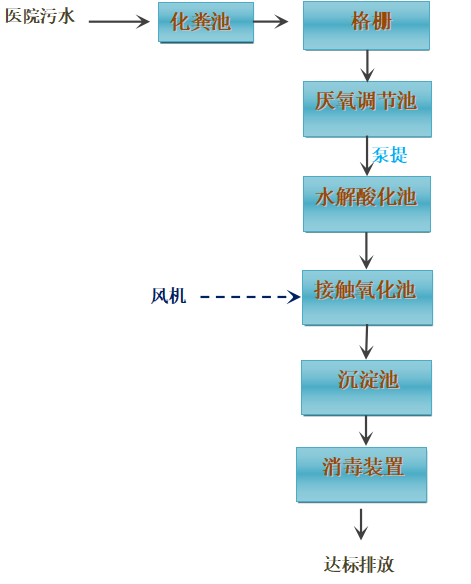 医院污水
化粪池
格栅
厌氧调节池
泵提
水解酸化池
风机
接触氧化池
沉淀池
消毒装置
达标排放